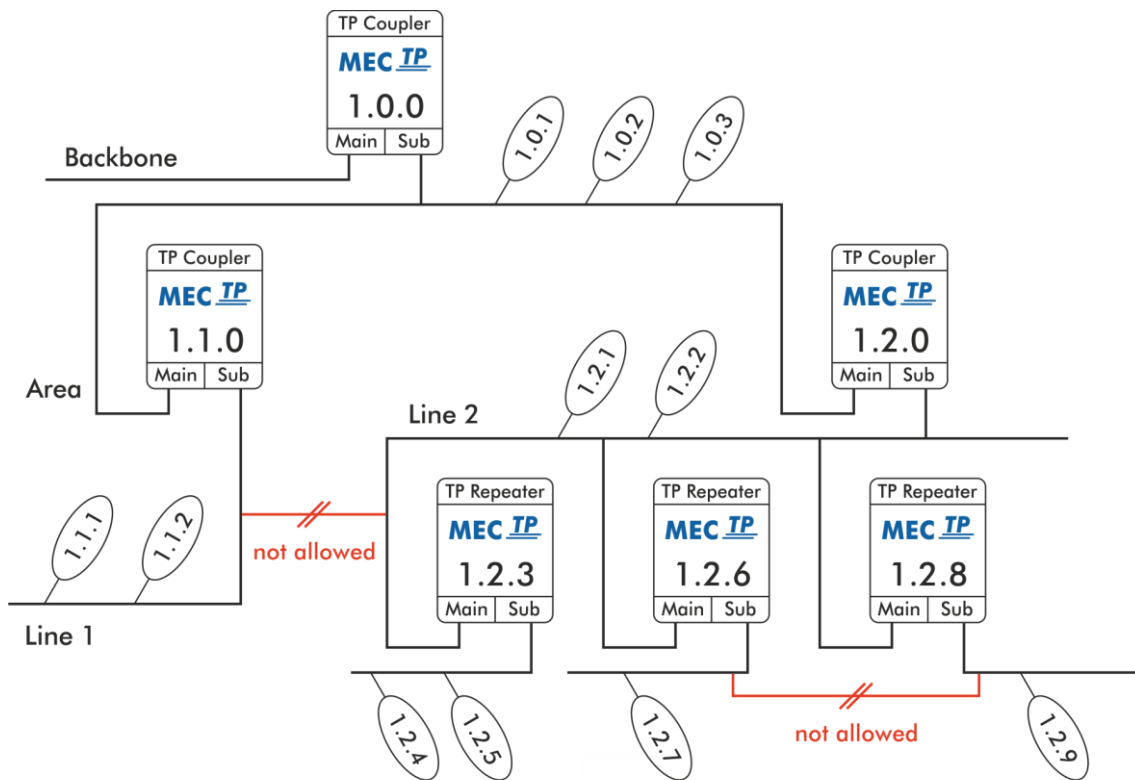 TP Coupler
MEC TP
1.0.0
Main Sub
Backbone
1.0.1
1.0.2
1.0.3
TP Coupler
MEC TP
1.1.0
Main Sub
Area
TP Coupler
MEC TP
1.2.0
Main Sub
1.2.1
1.2.2
Line 2
1.1.1
1.1.2
Line 1
not allowed
TP Repeater
MEC TP
1.2.3
Main Sub
TP Repeater
MEC TP
1.2.6
Main Sub
TP Repeater
MEC TP
1.2.8
Main Sub
1.2.4
1.2.5
1.2.7
not allowed
1.2.9